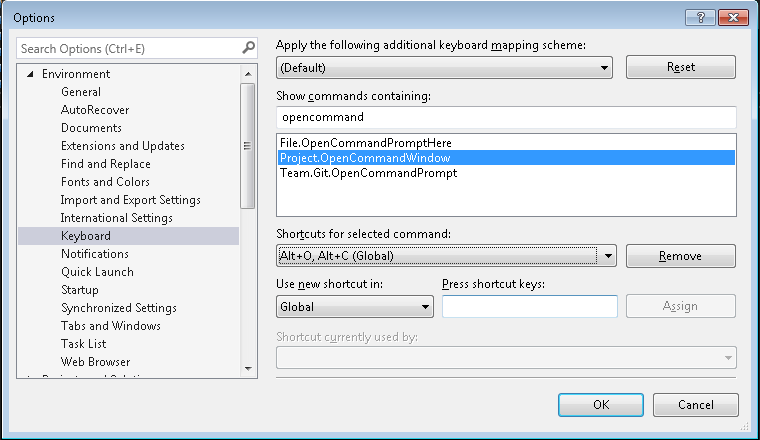 Options
?
Search Options (Ctrl+E)
Environment
General
AutoRecover
Documents
Extensions and Updates
Find and Replace
Fonts and Colors
Import and Export Settings
International Settings
Keyboard
Notifications
Quick Launch
Startup
Synchronized Settings
Tabs and Windows
Task List
Web Browser
Apply the following additional keyboard mapping scheme:
(Default)
Reset
Show commands containing:
opencommand
File.OpenCommandPromptHere
Project.OpenCommandWindow
Team.Git.OpenCommandPrompt
Shortcuts for selected command:
Alt+O, Alt+C (Global)
Remove
Use new shortcut in:
Press shortcut keys:
Global
Assign
Shortcut currently used by:
OK
Cancel